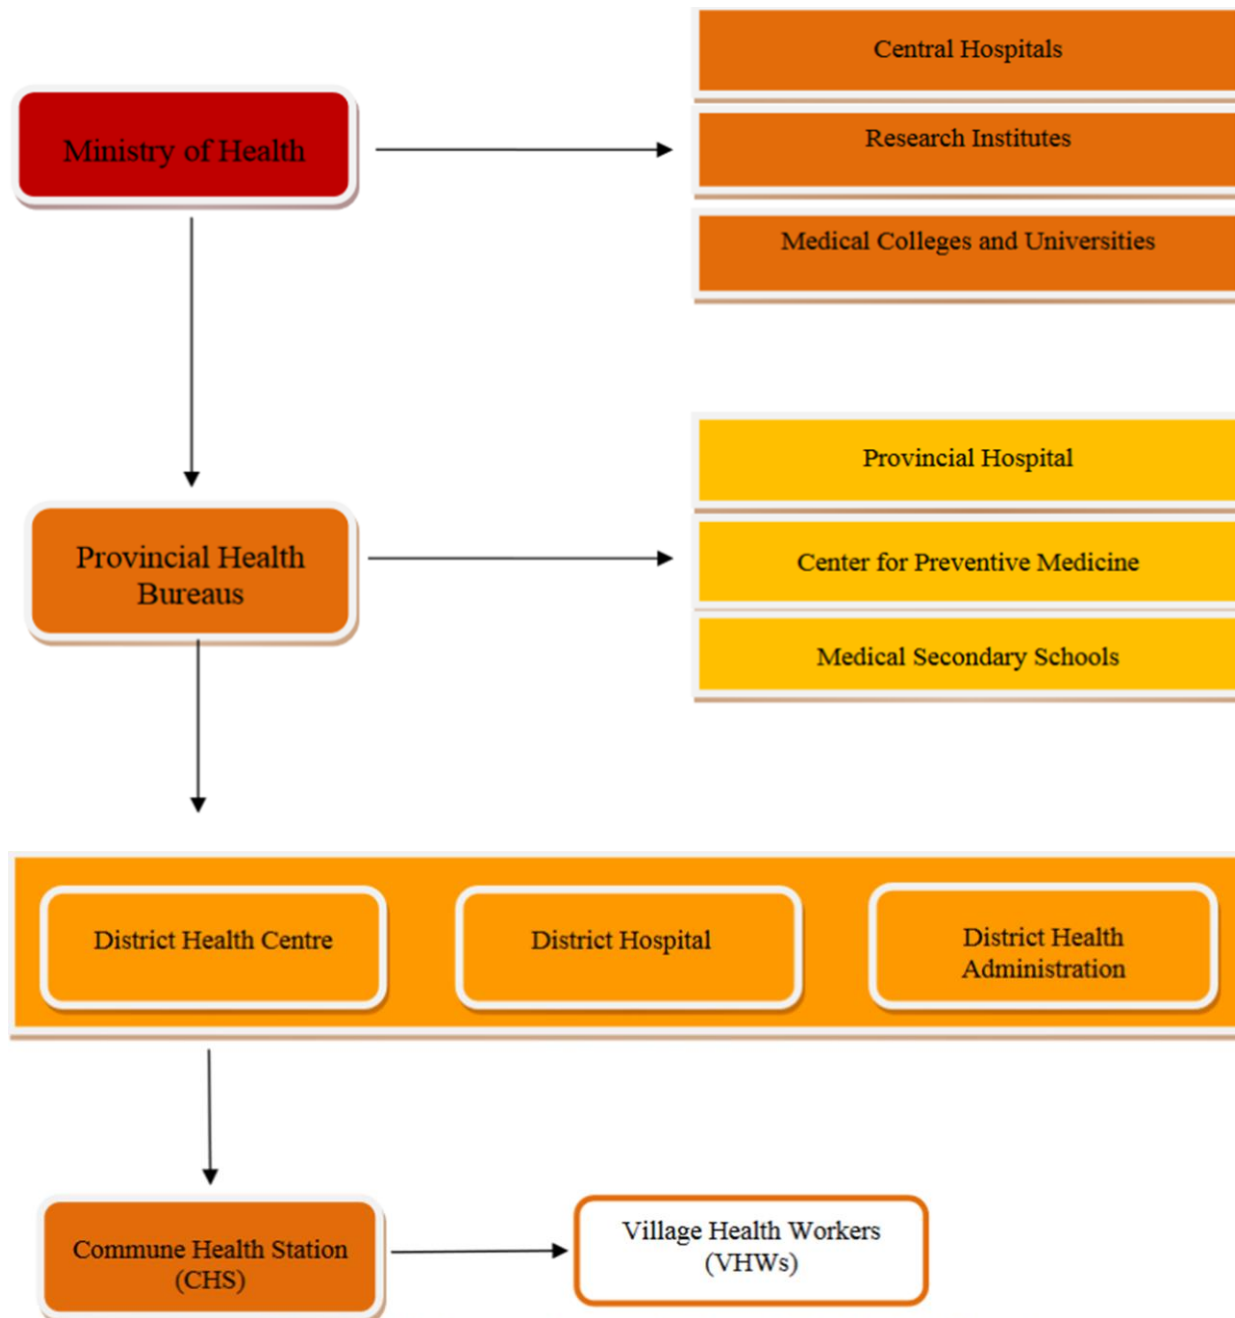 Central Hospitals
Ministry of Health
Research Institutes
Medical Colleges and Universities
Provincial Hospital
Provincial Health
Bureaus
Center for Preventive Medicine
Medical Secondary Schools
District Health Centre
District Hospital
District Health
Administration
Commune Health Station
(CHS)
Village Health Workers
(VHWs)